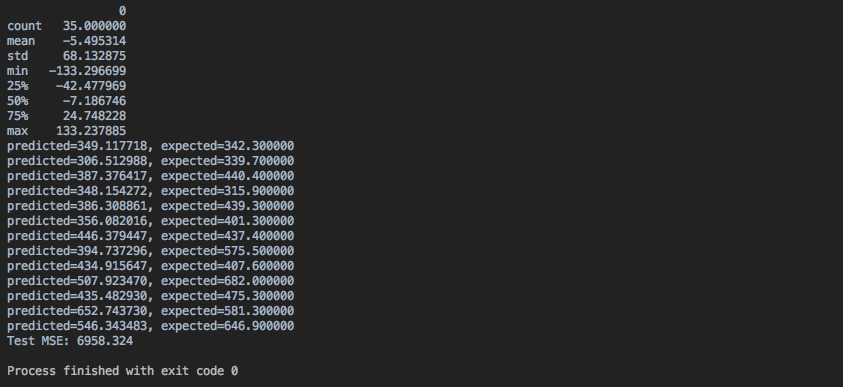 0
count 35.000000
mean -5.495314
std 68.132875
min -133.296699
25% -42.477969
50% -7.186746
75% 24.748228
max 133.237885
predicted=349.117718, expected=342.300000
predicted=306.512988, expected=339.700000
predicted=387.376417, expected=440.400000
predicted=348.154272, expected=315.900000
predicted=386.308861, expected=439.300000
predicted=356.082016, expected=401.300000
predicted=446.379447, expected=437.400000
predicted=394.737296, expected=575.500000
predicted=434.915647, expected=407.600000
predicted=507.923470, expected=682.000000
predicted=435.482930, expected=475.300000
predicted=652.743730, expected=581.300000
predicted=546.343483, expected=646.900000
Test MSE: 6958.324
Process finished with exit code 0